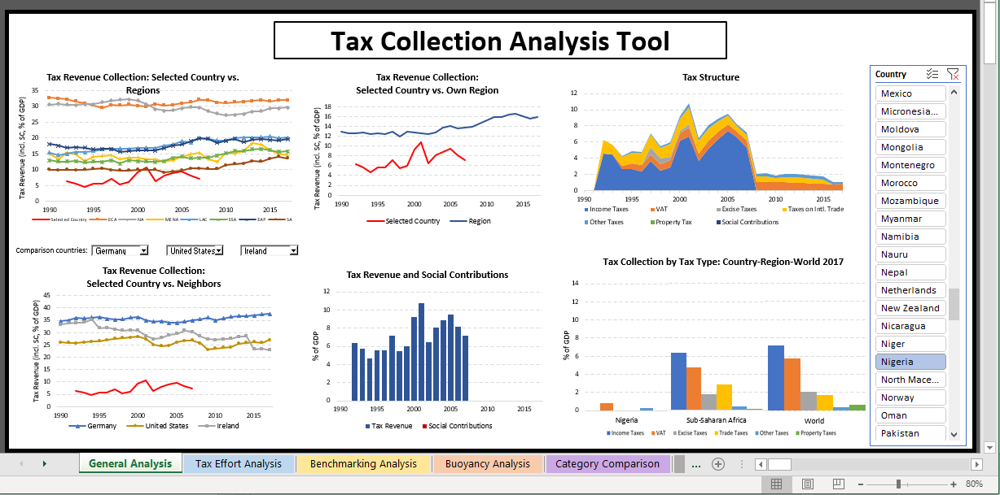 Tax Collection Analysis Tool
Tax Revenue Collection: Selected Country vs.
Regions
Tax Revenue (incl. Sc, % of GDP)
35
30
25
20
15
10
5
0
1990 1995 2000 2005 2010 2015
Selected Country ECA NA MENA LAC SSA EAP SA
Tax Revenue Collection:
Selected Country vs. Own Region
Tax Revenue (incl. Sc, % of GDP)
18
16
14
12
10
8
6
4
2
0
1990 1995 2000 2005 2010 2015
Selected Country Region
Tax Structure
12
10
8
6
4
2
0
1990 1995 2000 2005 2010 2015
Income Taxes VAT Excise Taxes Taxes on Intl. Trade
Other Taxes Property Tax Social Contributions
Comparison countries: Germany United States Ireland
Tax Revenue Collection:
Selected Country vs. Neighbors
Tax Revenue (incl. Sc, % of GDP)
45
40
35
30
25
20
15
10
5
0
1990 1995 2000 2005 2010 2015
Germany United States Ireland
Tax Revenue and Social Contributions
% of GDP
12
10
8
6
4
2
0
1990 1995 2000 2005 2010 2015
Tax Revenue Social Contributions
Tax Collection by Tax Type: Country-Region-World 2017
% of GDP
14
12
10
8
6
4
2
0
Nigeria Sub-Saharan Africa World
Income Taxes VAT Excise Taxes Trade Taxes Other Taxes Property Taxes
Country
Mexico
Micronesia...
Moldova
Mongolia
Montenegro
Morocco
Mozambique
Myanmar
Namibia
Nauru
Nepal
Netherlands
New Zealand
Nicaragua
Niger
Nigeria
North Mace...
Norway
Oman
Pakistan
General Analysis Tax Effort Analysis Benchmarking Analysis Buoyancy Analysis Category Comparison ...
80%